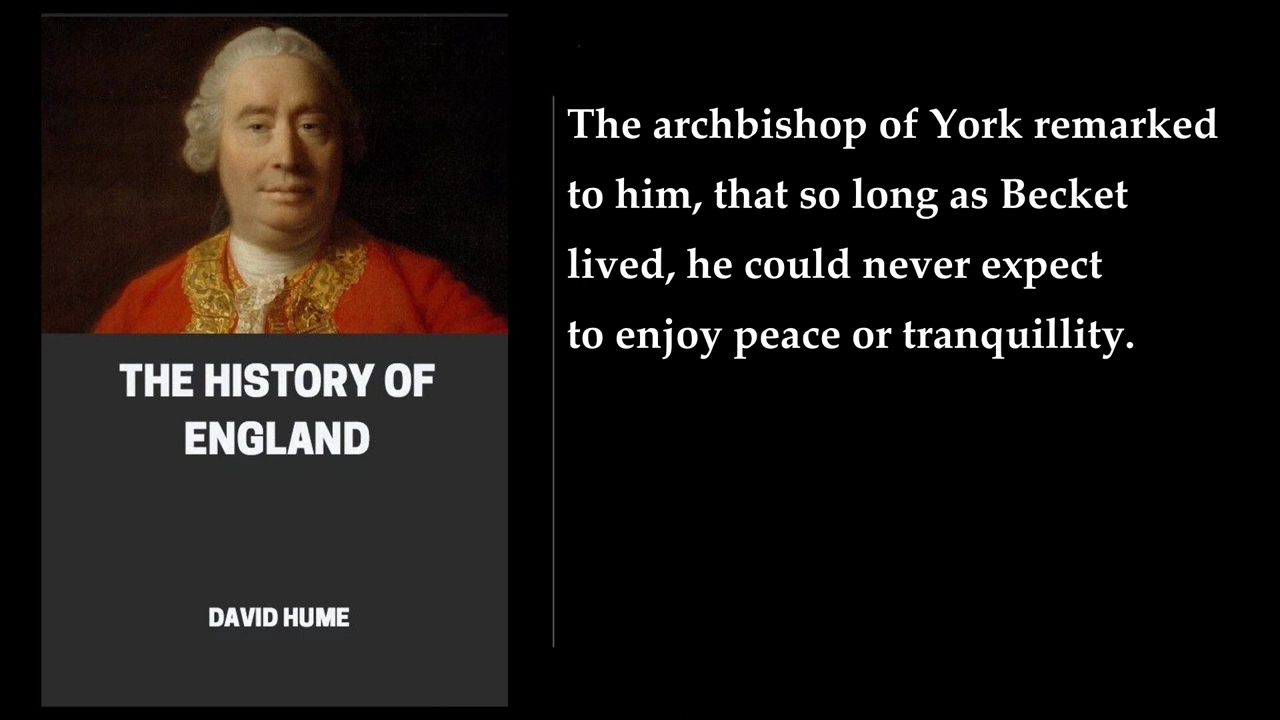 THE HISTORY OF
ENGLAND
DAVID HUME
The archbishop of York remarked
to him, that so long as Becket
lived, he could never expect
to enjoy peace or tranquillity.